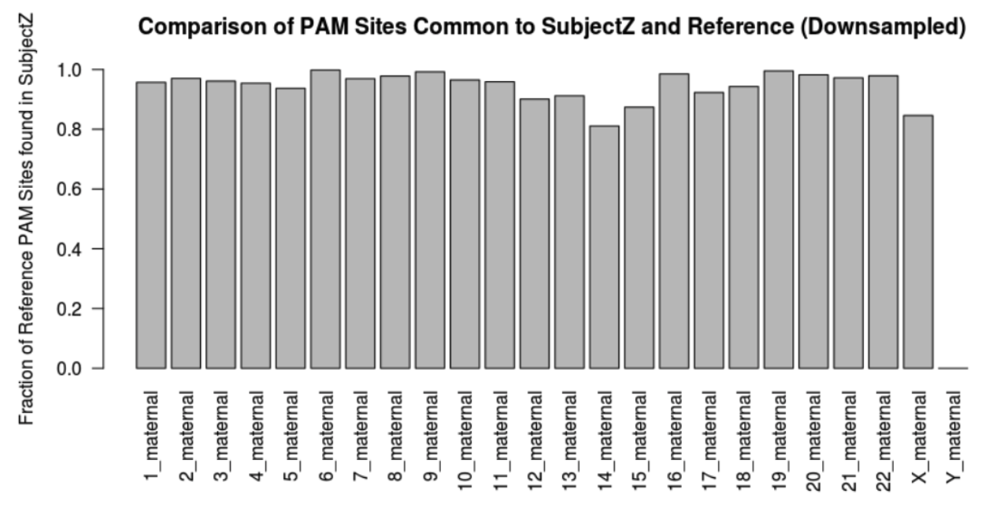 Comparison of PAM Sites Common to SubjectZ and Reference (Downsampled)
Fraction of Reference PAM Sites found in SubjectZ
1.0
0.8
0.6
0.4
0.2
0.0
1_maternal
2_maternal
3_maternal
4_maternal
5_maternal
6_maternal
7_maternal
8_maternal
9_maternal
10_maternal
11_maternal
12_maternal
13_maternal
14_maternal
15_maternal
16_maternal
17_maternal
18_maternal
19_maternal
20_maternal
21_maternal
22_maternal
X_maternal
Y_maternal